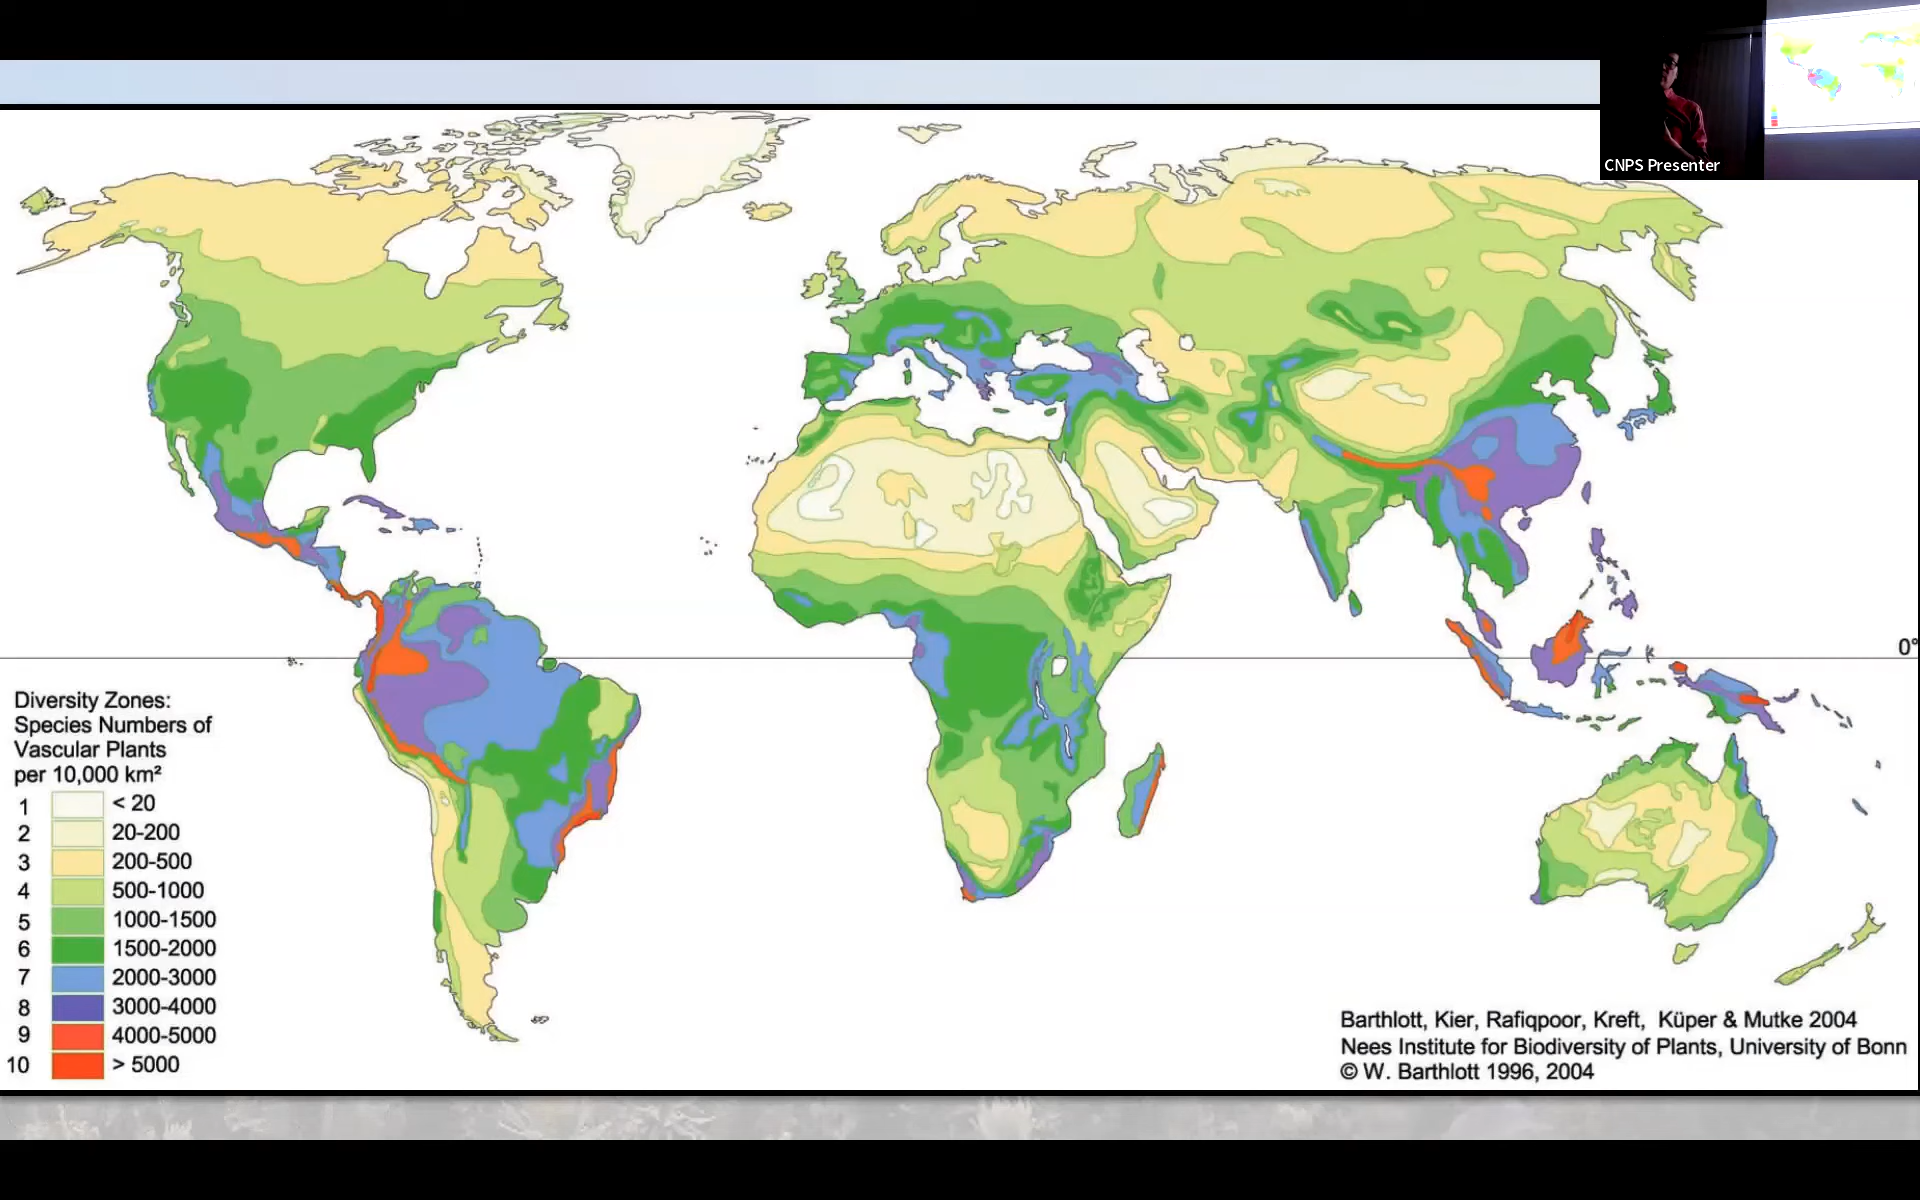 CNPS Presenter
0°
Diversity Zones:
Species Numbers of
Vascular Plants
per 10,000 km²
1 < 20
2 20-200
3 200-500
4 500-1000
5 1000-1500
6 1500-2000
7 2000-3000
8 3000-4000
9 4000-5000
10 > 5000
Barthlott, Kier, Rafiqpoor, Kreft, Küper & Mutke 2004
Nees Institute for Biodiversity of Plants, University of Bonn
© W. Barthlott 1996, 2004